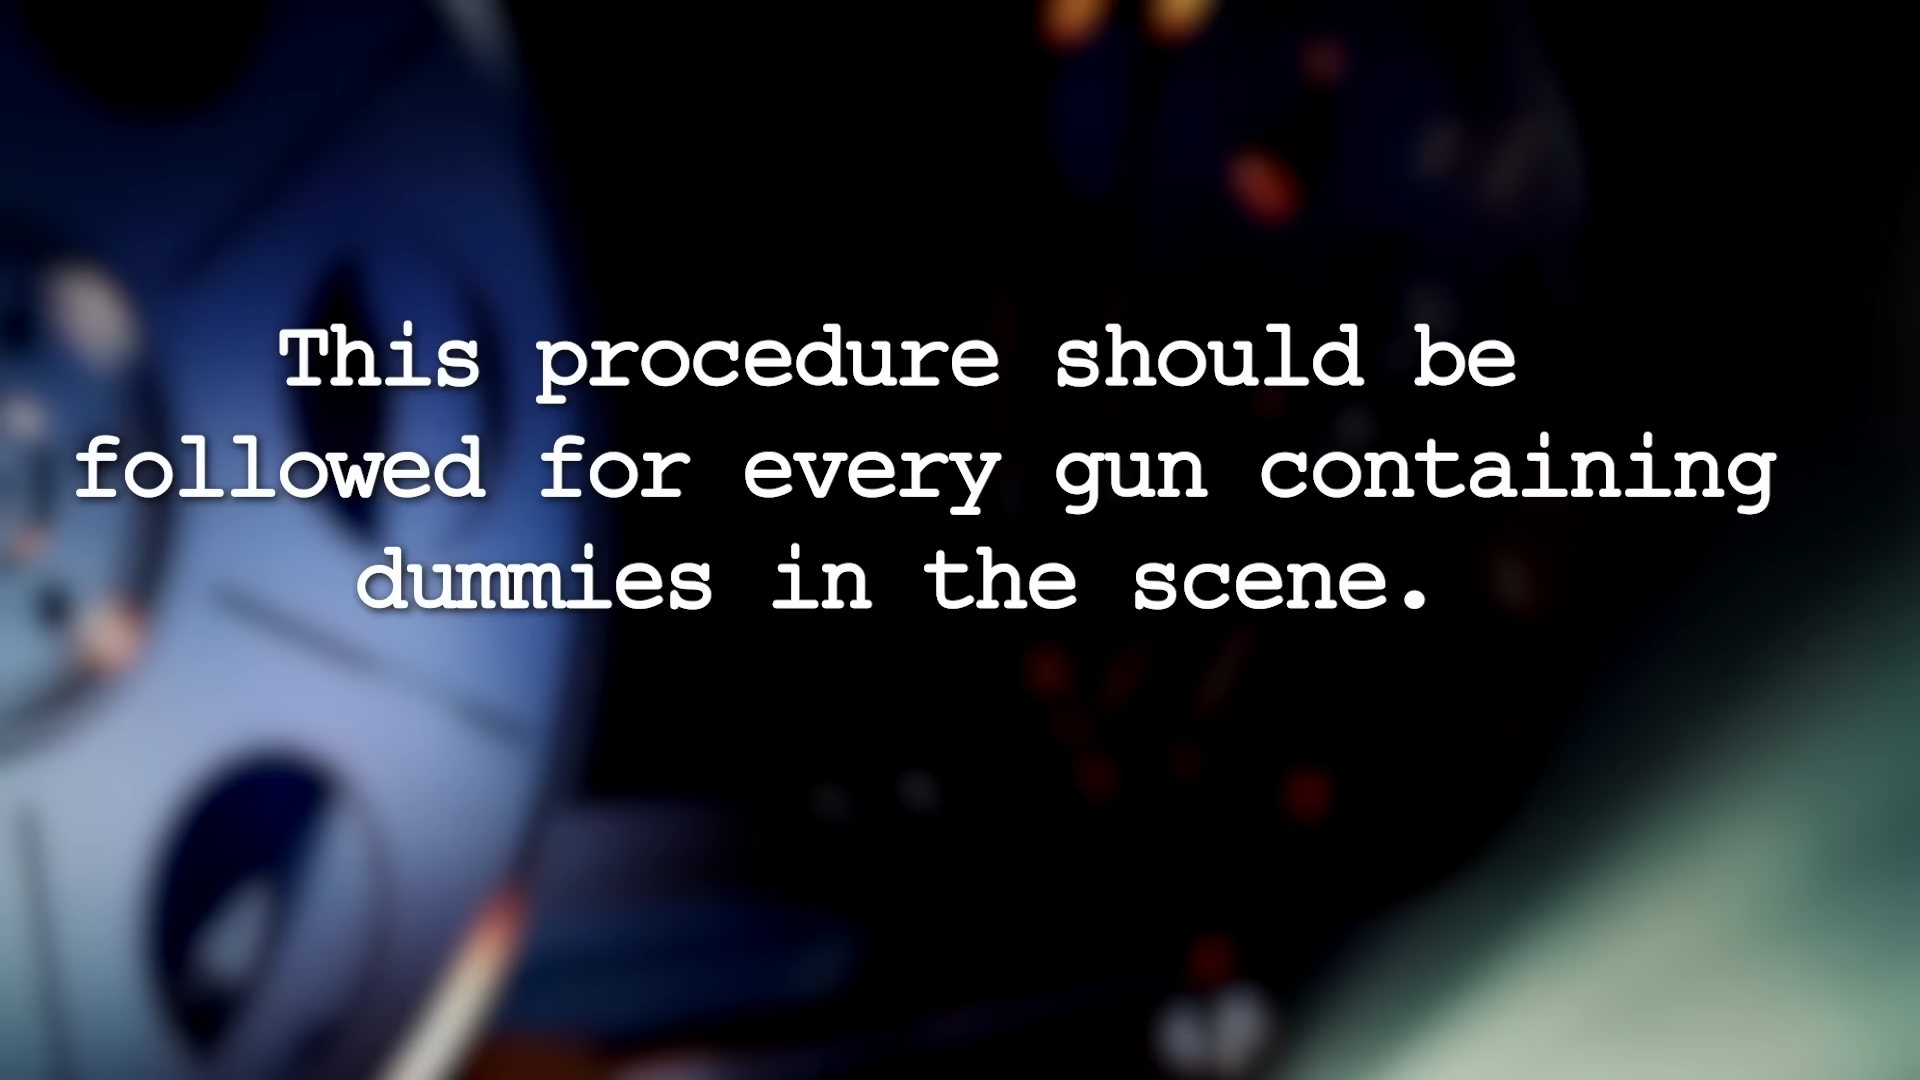 This procedure should be
followed for every gun containing
dummies in the scene.